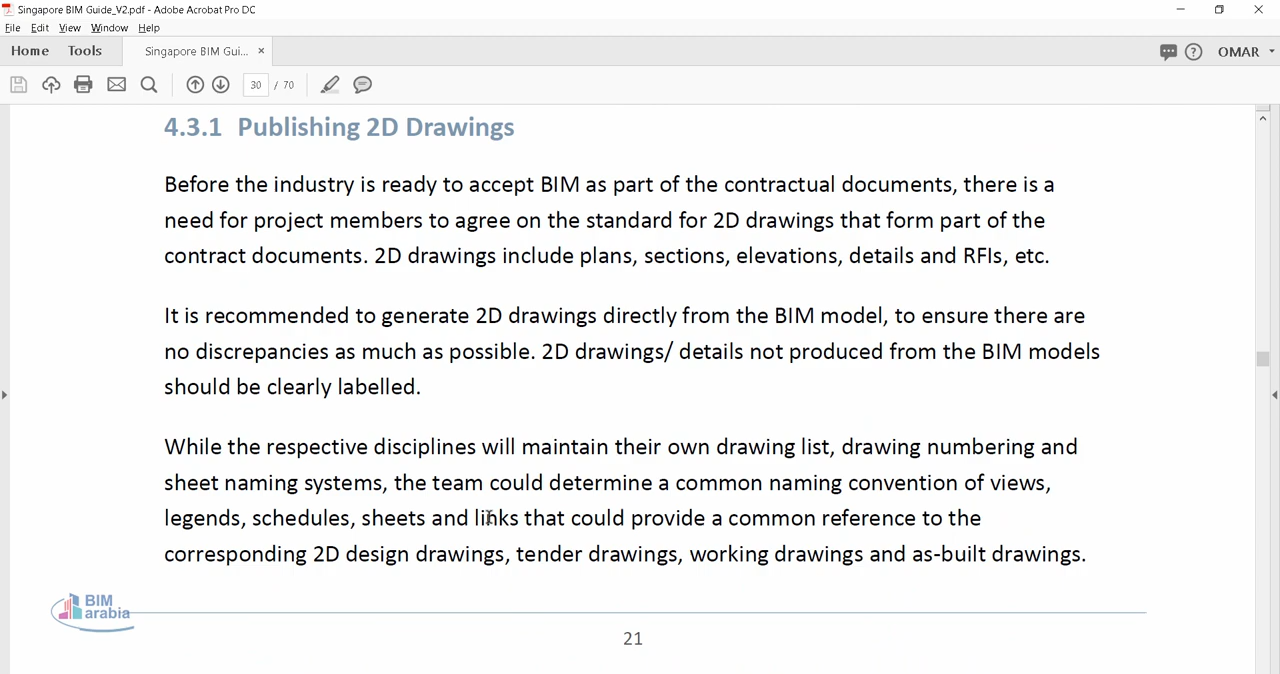 Singapore BIM Guide_V2.pdf - Adobe Acrobat Pro DC
File Edit View Window Help
Home Tools Singapore BIM Gui... × OMAR
30 / 70
4.3.1 Publishing 2D Drawings
Before the industry is ready to accept BIM as part of the contractual documents, there is a
need for project members to agree on the standard for 2D drawings that form part of the
contract documents. 2D drawings include plans, sections, elevations, details and RFIs, etc.
It is recommended to generate 2D drawings directly from the BIM model, to ensure there are
no discrepancies as much as possible. 2D drawings/ details not produced from the BIM models
should be clearly labelled.
While the respective disciplines will maintain their own drawing list, drawing numbering and
sheet naming systems, the team could determine a common naming convention of views,
legends, schedules, sheets and links that could provide a common reference to the
corresponding 2D design drawings, tender drawings, working drawings and as-built drawings.
BIM
arabia
21